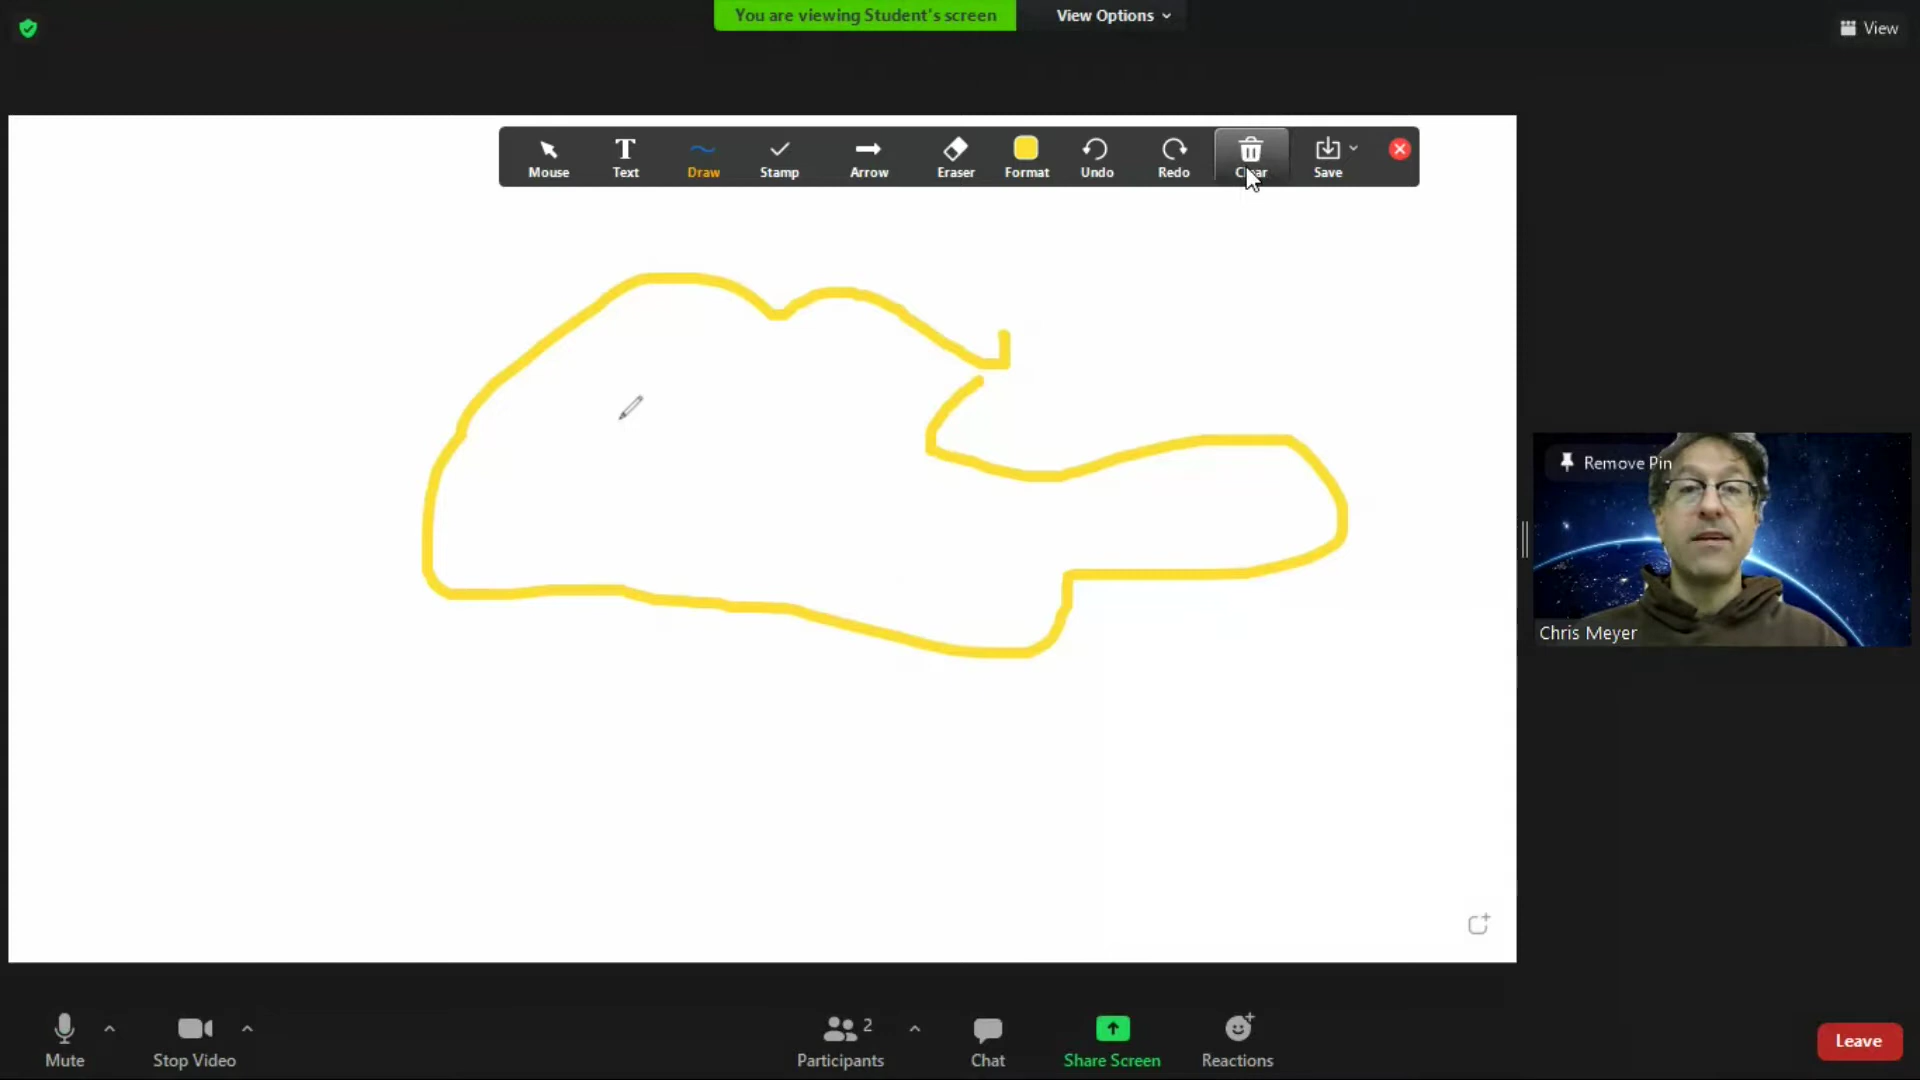 You are viewing Student's screen
View Options
View
Mouse
Text
Draw
Stamp
Arrow
Eraser
Format
Undo
Redo
Clear
Save
Remove Pin
Chris Meyer
Mute
Stop Video
Participants
2
Chat
Share Screen
Reactions
Leave